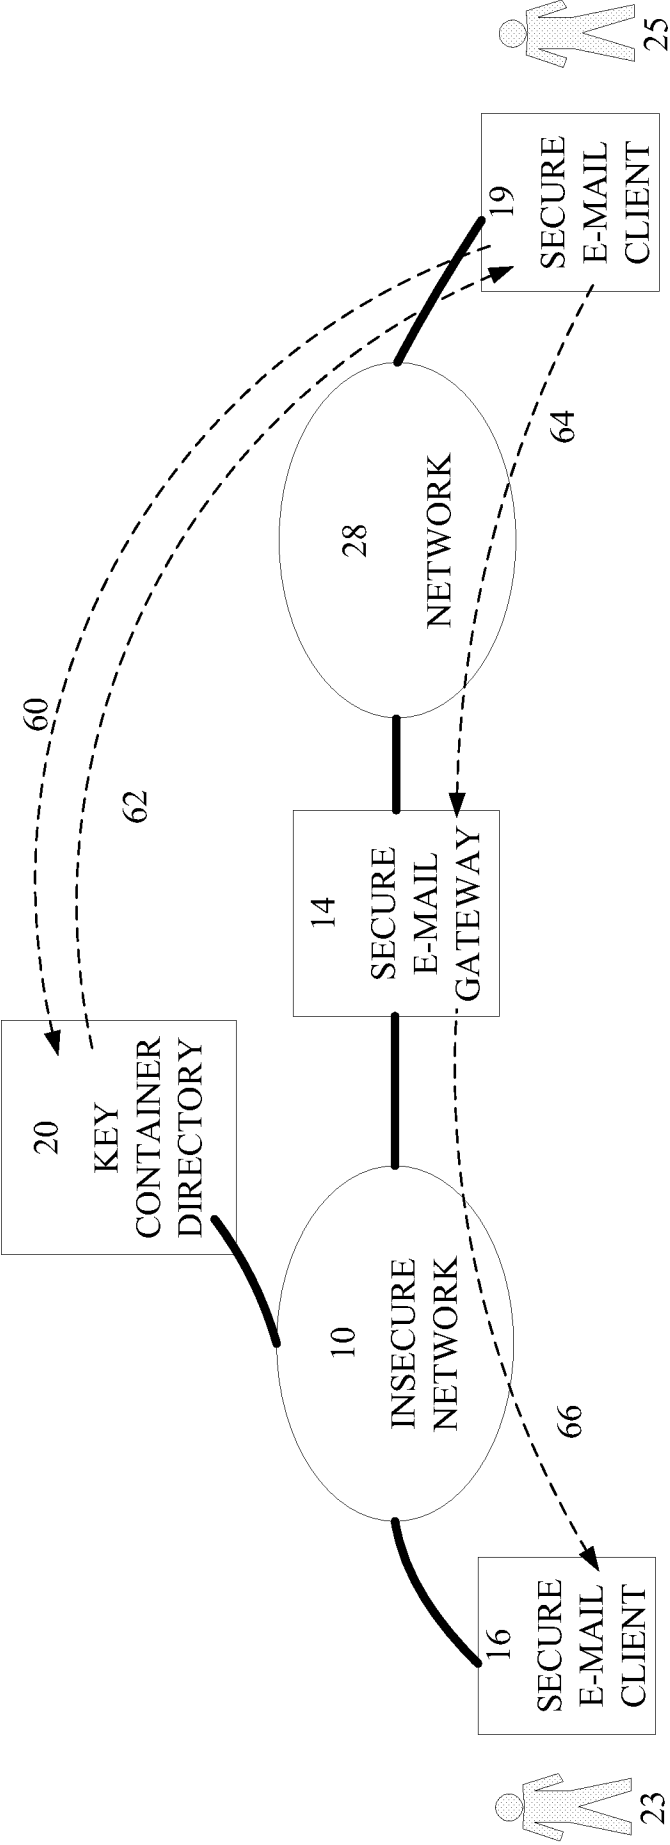 60
62
20
KEY
CONTAINER
DIRECTORY
10
INSECURE
NETWORK
14
SECURE
E-MAIL
GATEWAY
28
NETWORK
16
SECURE
E-MAIL
CLIENT
66
64
19
SECURE
E-MAIL
CLIENT
23
25